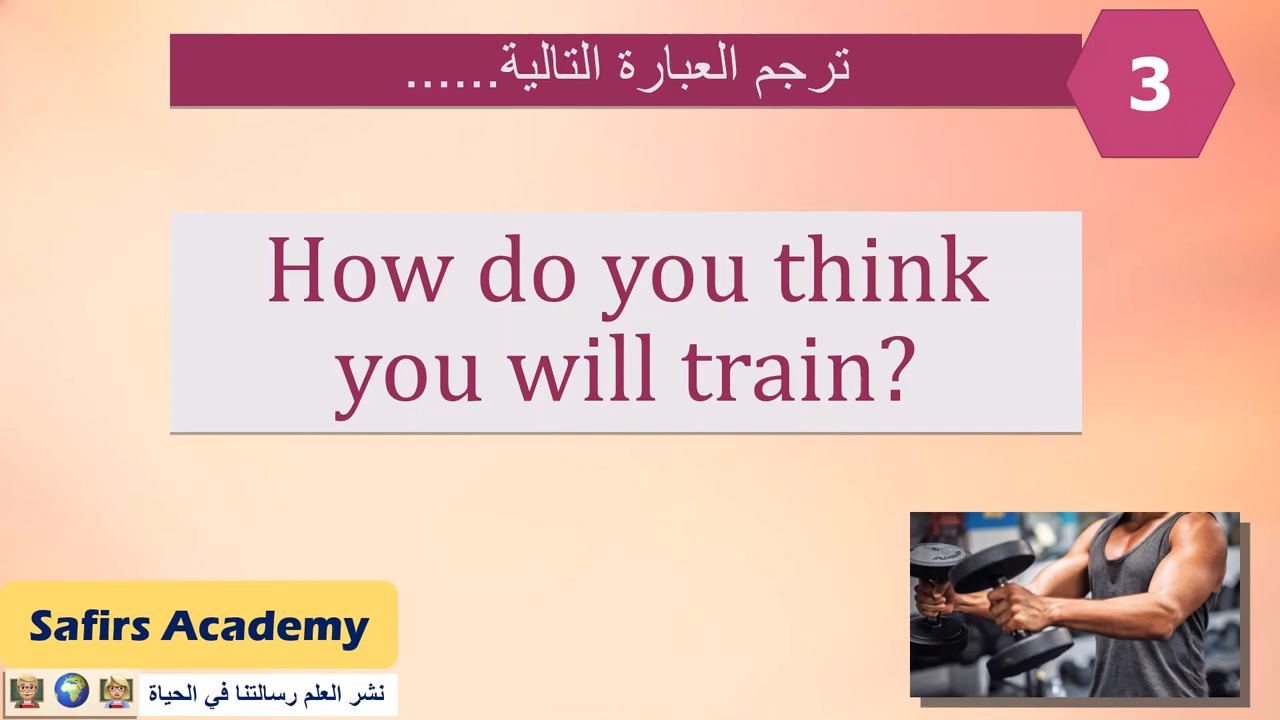 ترجم العبارة التالية......
3
How do you think
you will train?
Safirs Academy
نشر العلم رسالتنا في الحياة